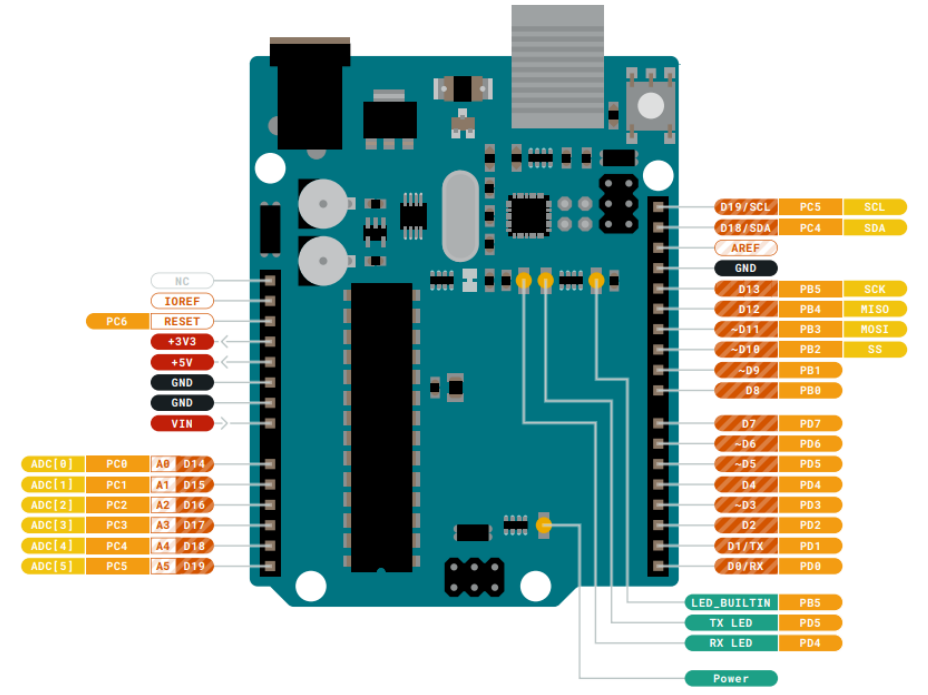 D19/SCL PC5 SCL
D18/SDA PC4 SDA
AREF
GND
NC
D13 PB5 SCK
IOREF
D12 PB4 MISO
PC6 RESET
~D11 PB3 MOSI
+3V3
~D10 PB2 SS
+5V
~D9 PB1
GND
D8 PB0
GND
VIN
D7 PD7
~D6 PD6
ADC[0] PC0 A0 D14
~D5 PD5
ADC[1] PC1 A1 D15
D4 PD4
ADC[2] PC2 A2 D16
~D3 PD3
ADC[3] PC3 A3 D17
D2 PD2
ADC[4] PC4 A4 D18
D1/TX PD1
ADC[5] PC5 A5 D19
D0/RX PD0
LED_BUILTIN PB5
TX LED PD5
RX LED PD4
Power